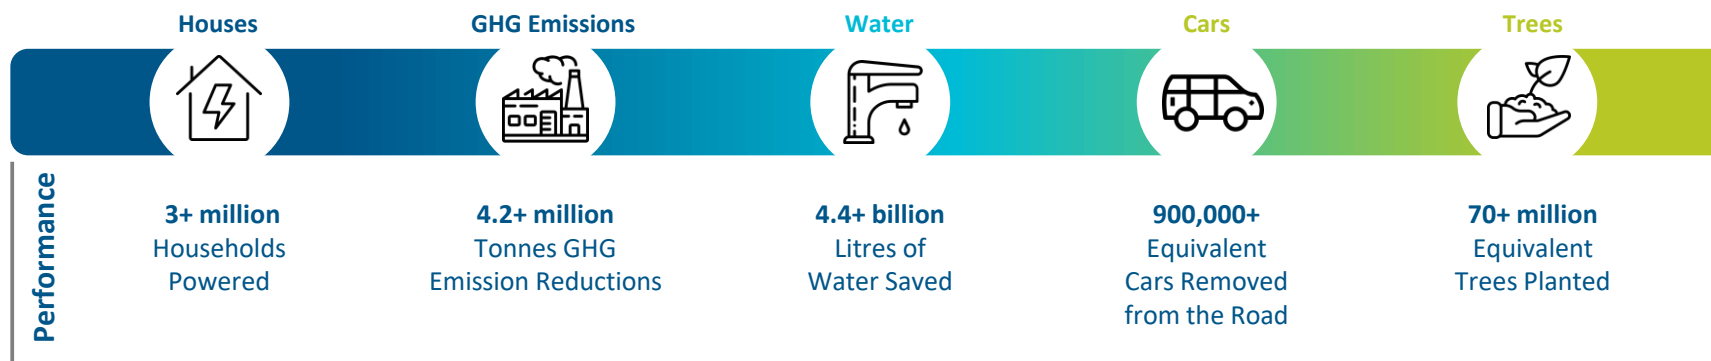 Houses
GHG Emissions
Water
Cars
Trees
Performance
3+ million
Households
Powered
4.2+ million
Tonnes GHG
Emission Reductions
4.4+ billion
Litres of
Water Saved
900,000+
Equivalent
Cars Removed
from the Road
70+ million
Equivalent
Trees Planted